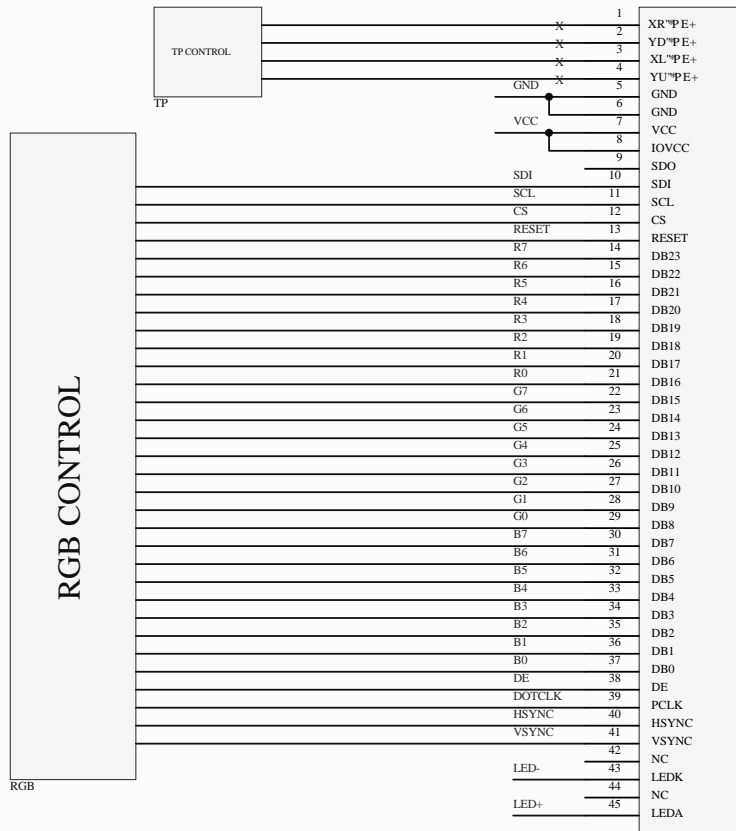 TP CONTROL
TP
RGB CONTROL
RGB
X
X
X
X
GND
VCC
SDI
SCL
CS
RESET
R7
R6
R5
R4
R3
R2
R1
R0
G7
G6
G5
G4
G3
G2
G1
G0
B7
B6
B5
B4
B3
B2
B1
B0
DE
DOTCLK
HSYNC
VSYNC
LED-
LED+
1
2
3
4
5 GND
6 GND
7 VCC
8 IOVCC
9 SDO
10 SDI
11 SCL
12 CS
13 RESET
14 DB23
15 DB22
16 DB21
17 DB20
18 DB19
19 DB18
20 DB17
21 DB16
22 DB15
23 DB14
24 DB13
25 DB12
26 DB11
27 DB10
28 DB9
29 DB8
30 DB7
31 DB6
32 DB5
33 DB4
34 DB3
35 DB2
36 DB1
37 DB0
38 DE
39 PCLK
40 HSYNC
41 VSYNC
42 NC
43 LEDK
44 NC
45 LEDA